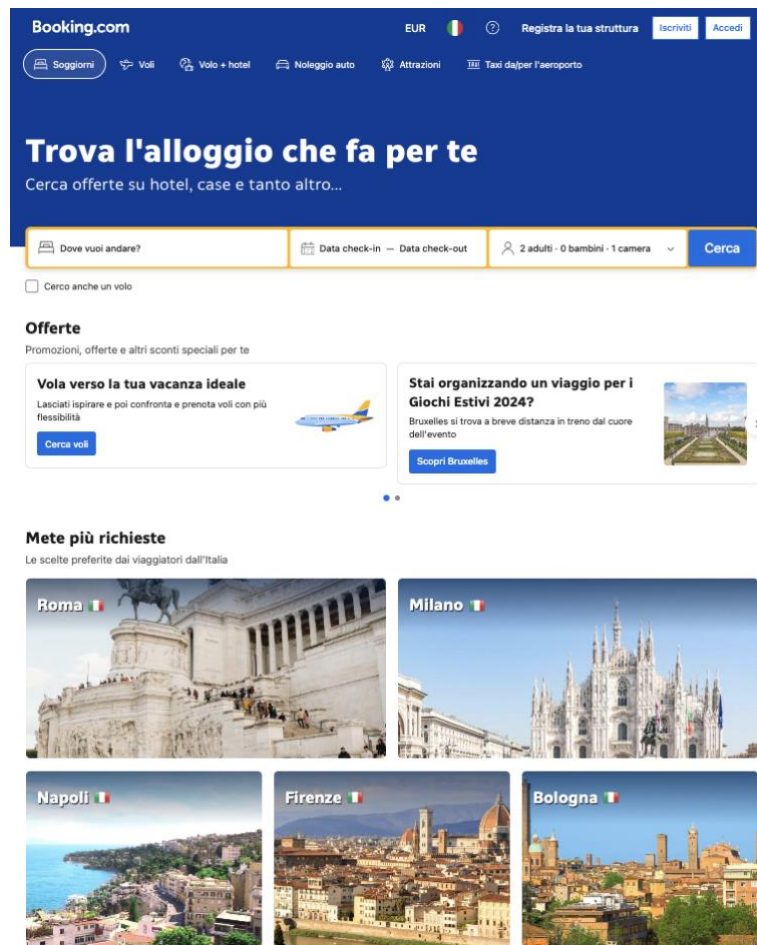 Booking.com
EUR
Registra la tua struttura
Iscriviti
Accedi
Soggiorni
Voli
Volo + hotel
Noleggio auto
Attrazioni
Taxi da/per l'aeroporto
Trova l'alloggio che fa per te
Cerca offerte su hotel, case e tanto altro...
Dove vuoi andare?
Data check-in — Data check-out
2 adulti · 0 bambini · 1 camera
Cerca
Cerco anche un volo
Offerte
Promozioni, offerte e altri sconti speciali per te
Vola verso la tua vacanza ideale
Lasciati ispirare e poi confronta e prenota voli con più
flessibilità
Cerca voli
Stai organizzando un viaggio per i
Giochi Estivi 2024?
Bruxelles si trova a breve distanza in treno dal cuore
dell'evento
Scopri Bruxelles
Mete più richieste
Le scelte preferite dai viaggiatori dall'Italia
Roma
Milano
Napoli
Firenze
Bologna